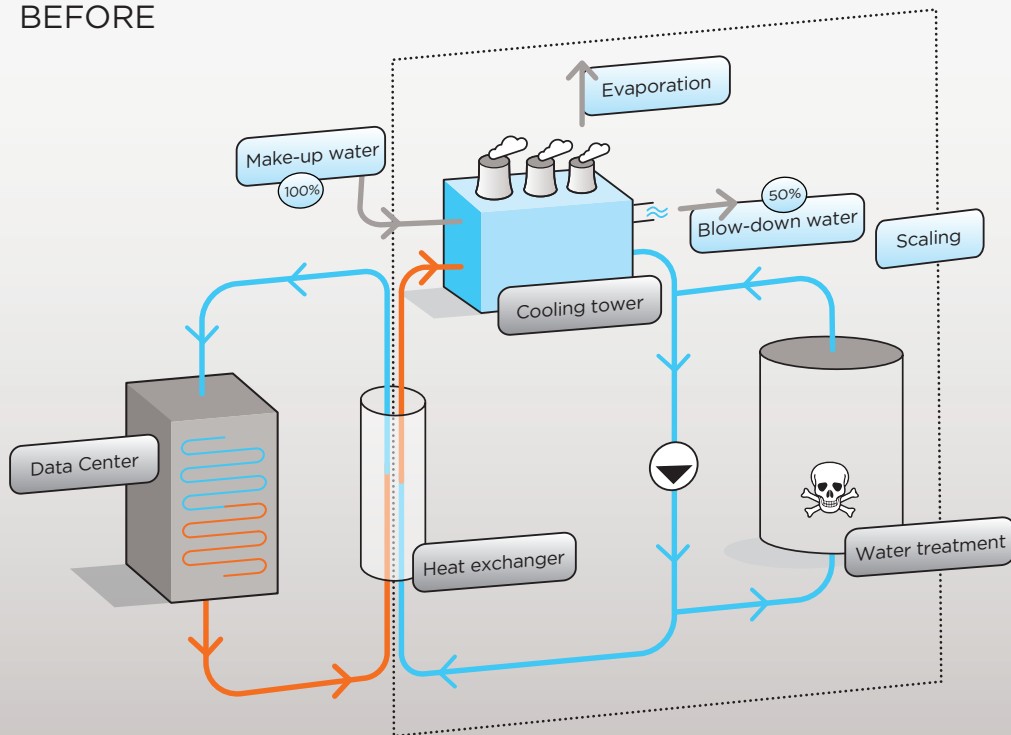 BEFORE
Evaporation
Make-up water
100%
50%
Blow-down water
Scaling
Cooling tower
Data Center
Heat exchanger
Water treatment